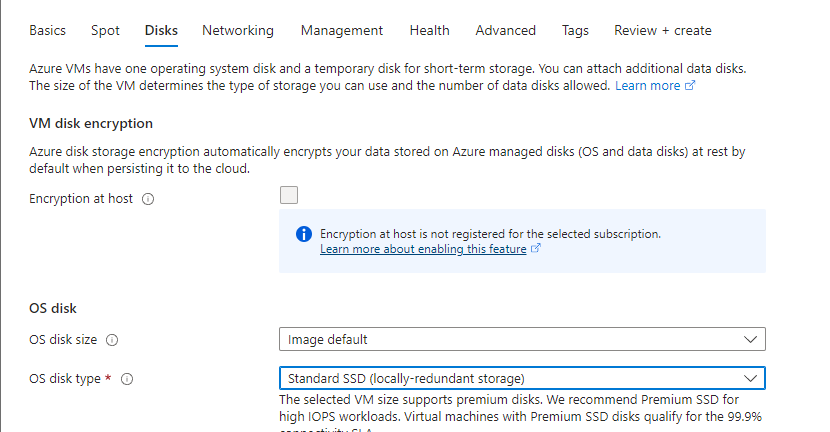 Basics Spot Disks Networking Management Health Advanced Tags Review + create
Azure VMs have one operating system disk and a temporary disk for short-term storage. You can attach additional data disks.
The size of the VM determines the type of storage you can use and the number of data disks allowed. Learn more
VM disk encryption
Azure disk storage encryption automatically encrypts your data stored on Azure managed disks (OS and data disks) at rest by
default when persisting it to the cloud.
Encryption at host
Encryption at host is not registered for the selected subscription.
Learn more about enabling this feature
OS disk
OS disk size Image default
OS disk type * Standard SSD (locally-redundant storage)
The selected VM size supports premium disks. We recommend Premium SSD for
high IOPS workloads. Virtual machines with Premium SSD disks qualify for the 99.9%
connectivity SLA.